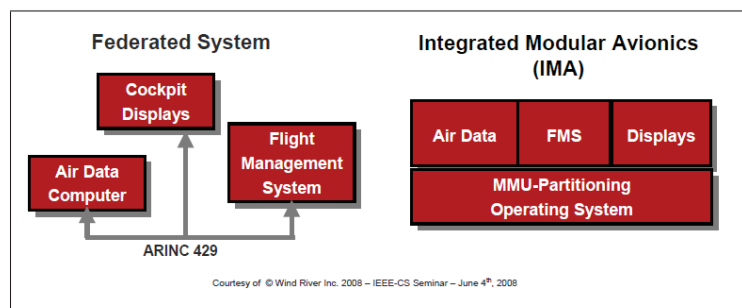 Federated System
Cockpit
Displays
Flight
Management
System
Air Data
Computer
ARINC 429
Integrated Modular Avionics
(IMA)
Air Data
FMS
Displays
MMU-Partitioning
Operating System
Courtesy of © Wind River Inc. 2008 – IEEE-CS Seminar – June 4th, 2008